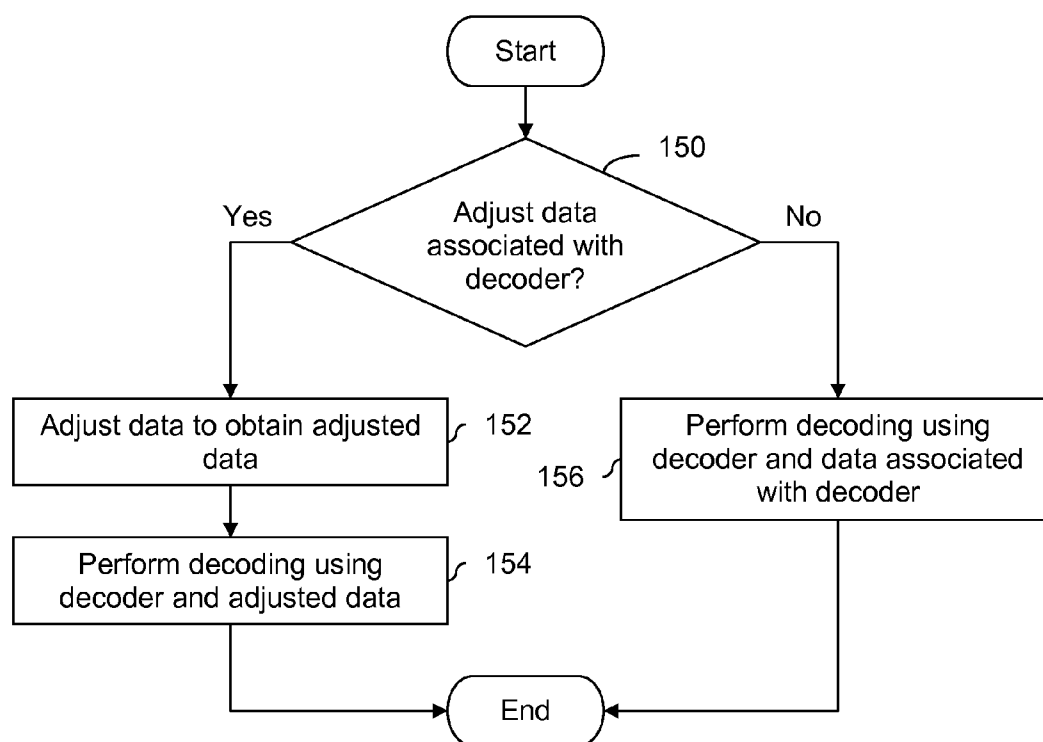 Start
150
Adjust data
associated with
decoder?
Yes
No
Adjust data to obtain adjusted
data
152
Perform decoding using
decoder and adjusted data
154
Perform decoding using
decoder and data associated
with decoder
156
End